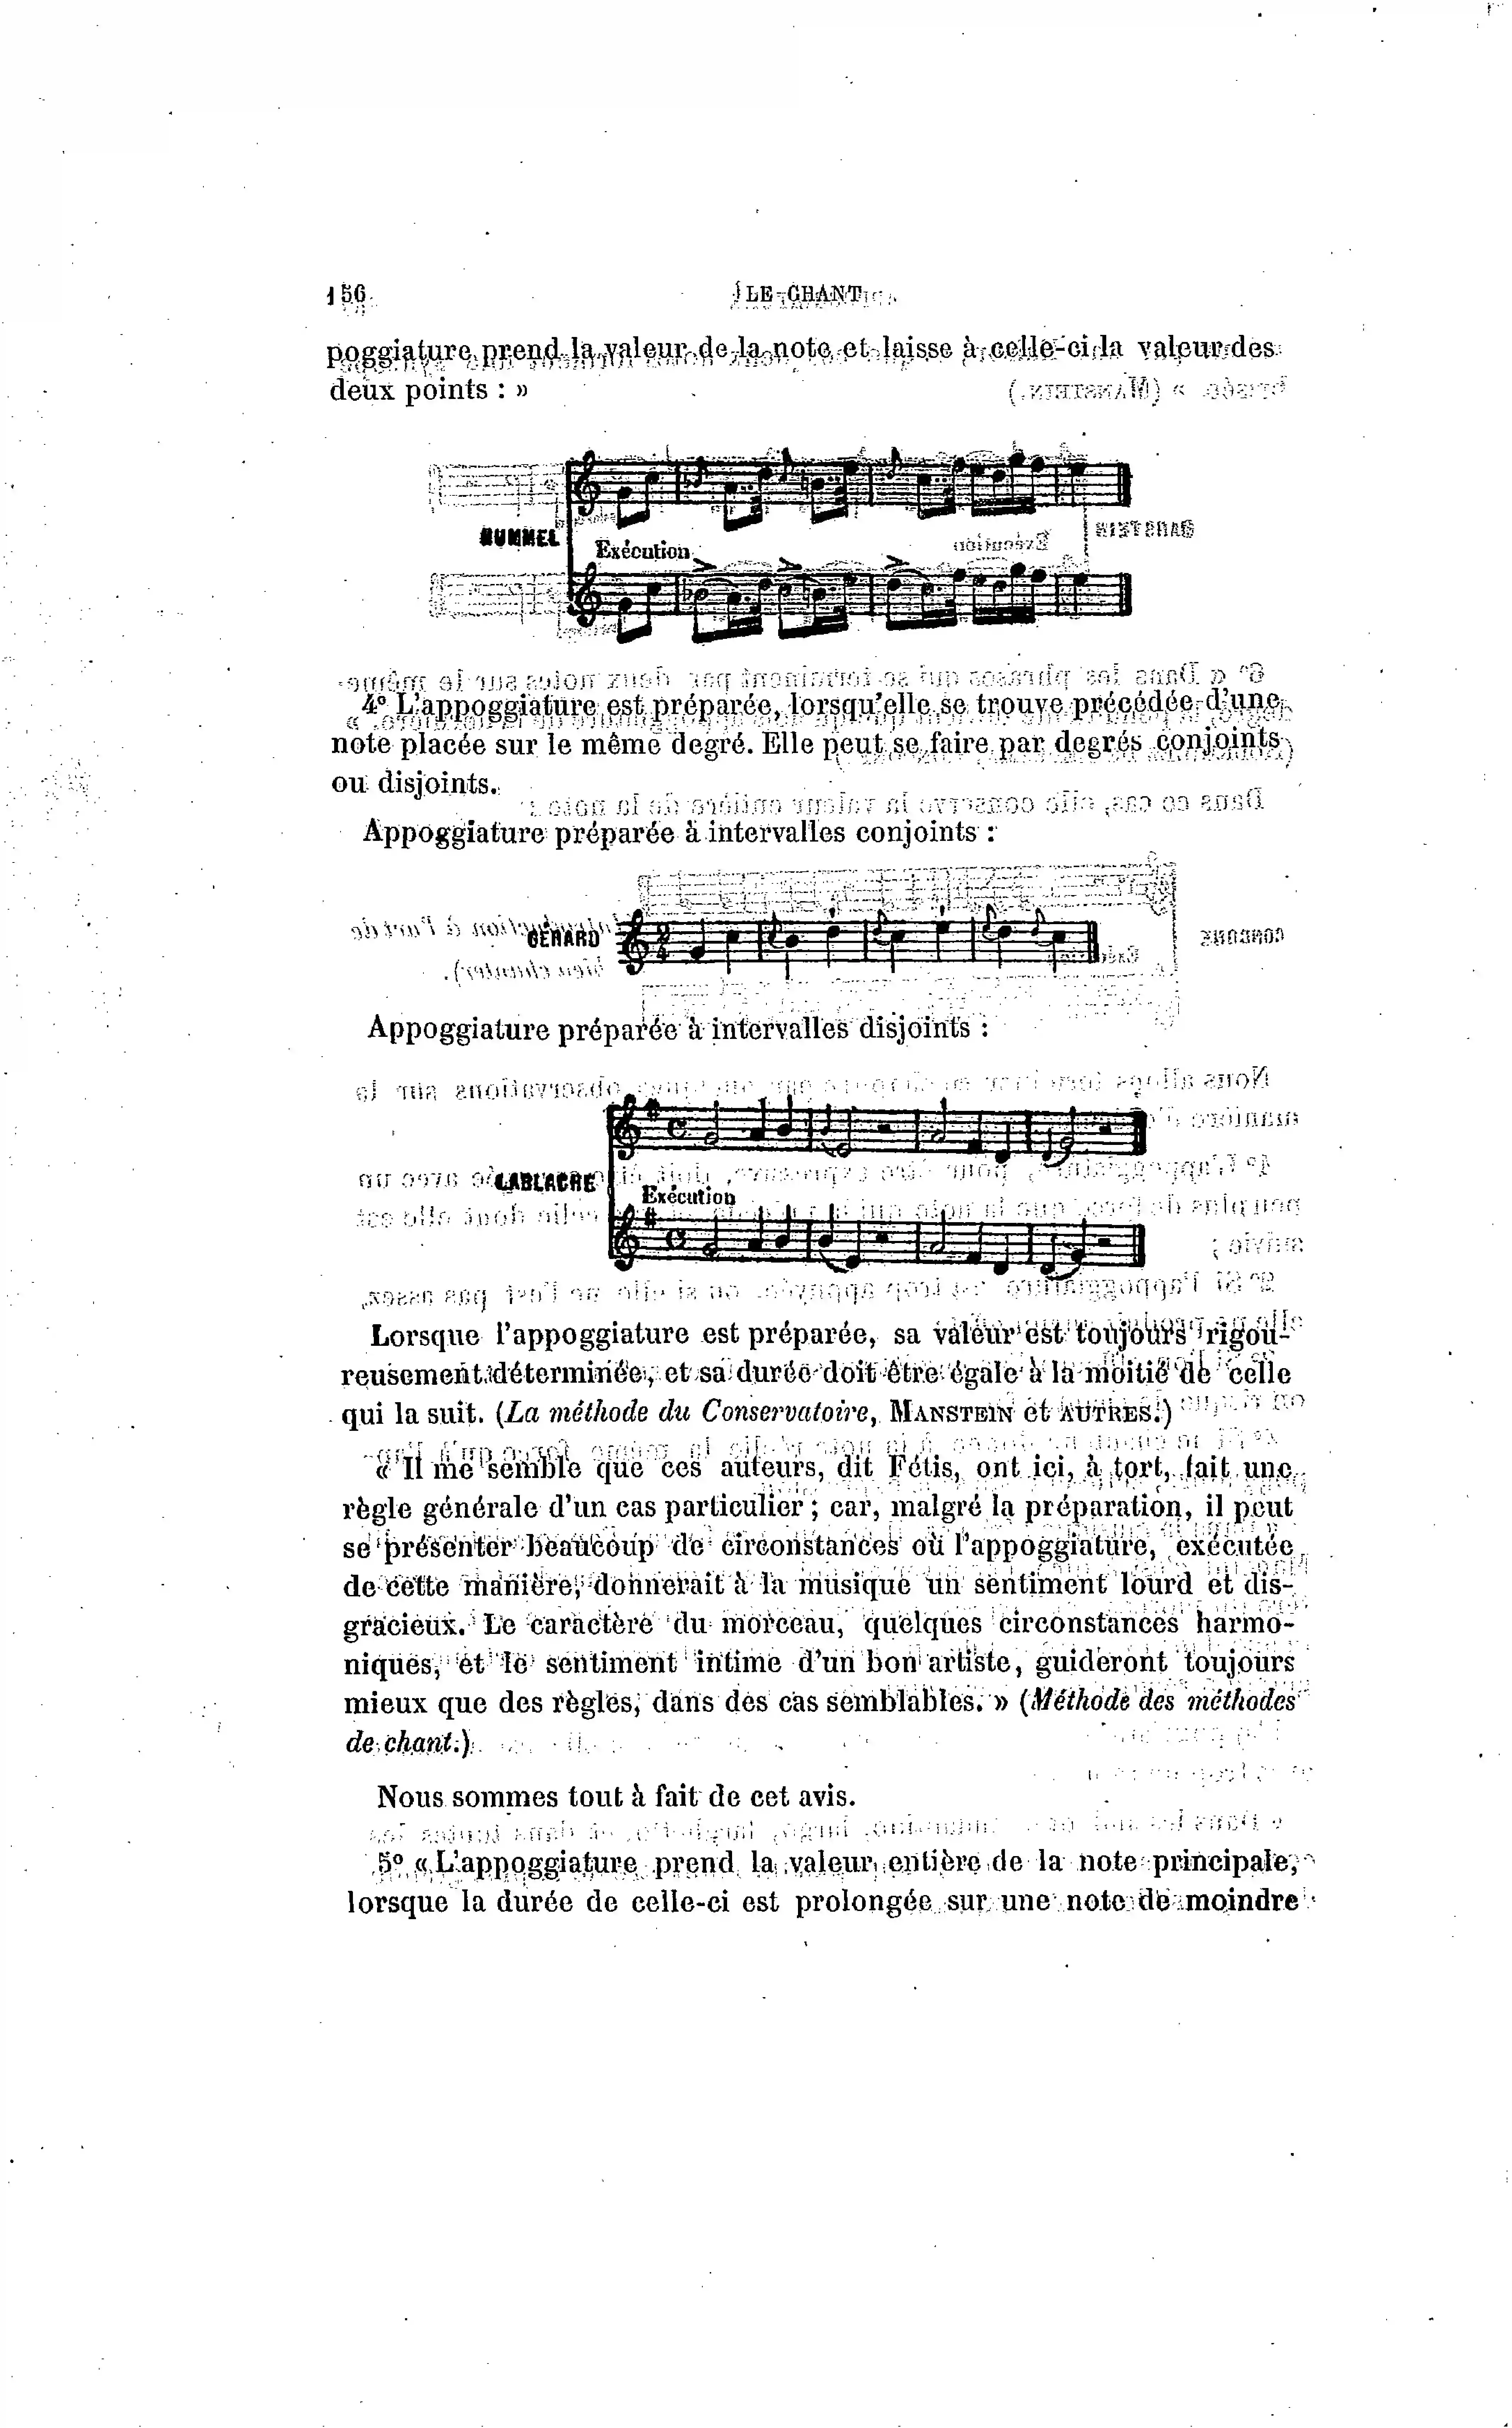 156 LE CHANT
poggiature prend la valeur de la note et laisse à celle-ci la valeur des
deux points : »
HUMMEL
Exécution
4º L'appoggiature est préparée, lorsqu'elle se trouve précédée d'une
note placée sur le même degré. Elle peut se faire par degrés conjoints
ou disjoints.
Appoggiature préparée à intervalles conjoints :
GÉRARD
Appoggiature préparée à intervalles disjoints :
LABLACHE
Exécution
Lorsque l'appoggiature est préparée, sa valeur est toujours rigou-
reusement déterminée, et sa durée doit être égale à la moitié de celle
qui la suit. (La méthode du Conservatoire, MANSTEIN et AUTRES.)
« Il me semble que ces auteurs, dit Fétis, ont ici, à tort, fait une
règle générale d'un cas particulier ; car, malgré la préparation, il peut
se présenter beaucoup de circonstances où l'appoggiature, exécutée
de cette manière, donnerait à la musique un sentiment lourd et dis-
gracieux. Le caractère du morceau, quelques circonstances harmo-
niques, et le sentiment intime d'un bon artiste, guideront toujours
mieux que des règles, dans des cas semblables. » (Méthode des méthodes
de chant.)
Nous sommes tout à fait de cet avis.
5º « L'appoggiature prend la valeur entière de la note principale,
lorsque la durée de celle-ci est prolongée sur une note de moindre